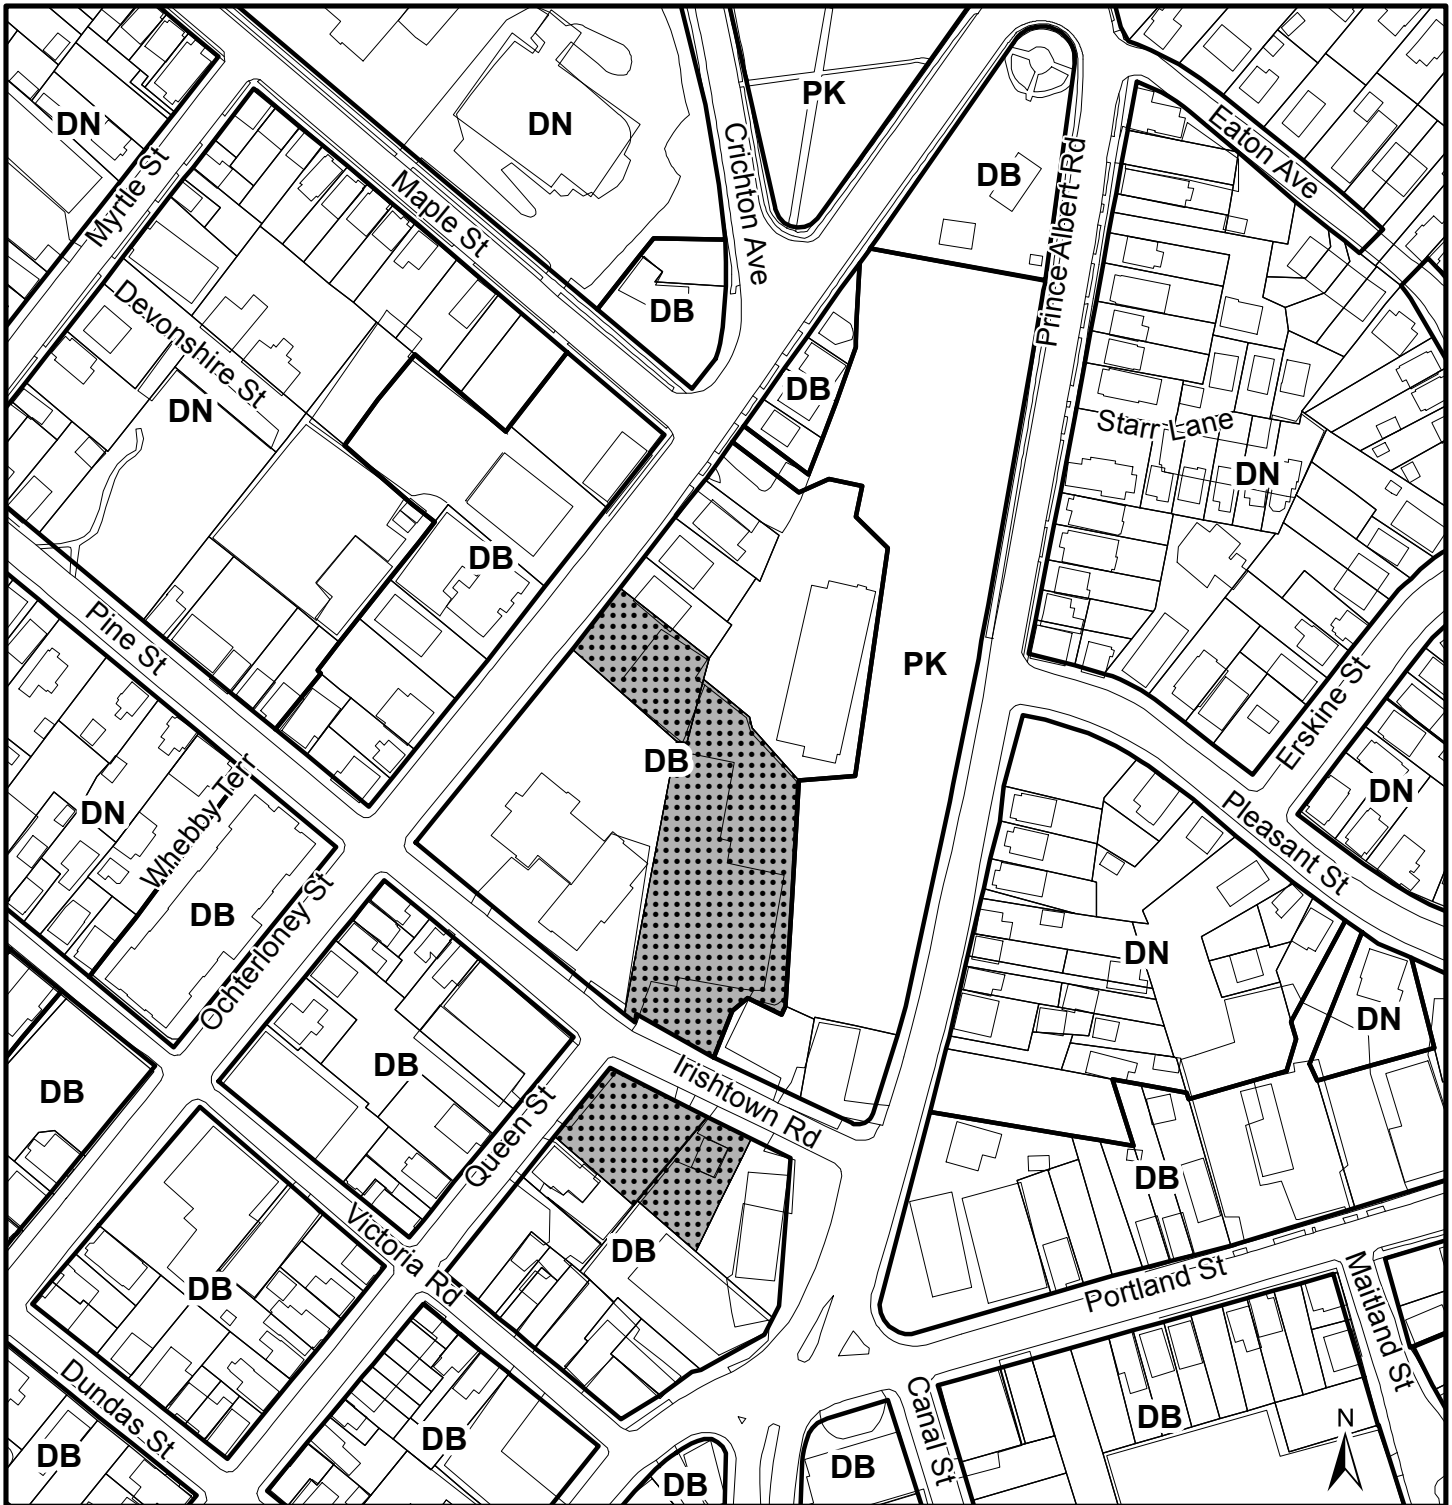 PK
DN
DN
Crichton Ave
Eaton Ave
Myrtle St
Maple St
DB
Prince Albert Rd
DB
Devonshire St
DB
DN
Starr Lane
DN
DB
Pine St
PK
Erskine St
DB
DN
DN
Whebby Terr
Pleasant St
DB
Ochterloney St
DN
DN
DB
DB
Irishtown Rd
Queen St
DB
Victoria Rd
DB
DB
Portland St
Maitland St
Dundas St
Canal St
DB
N
DB
DB
DB
DB